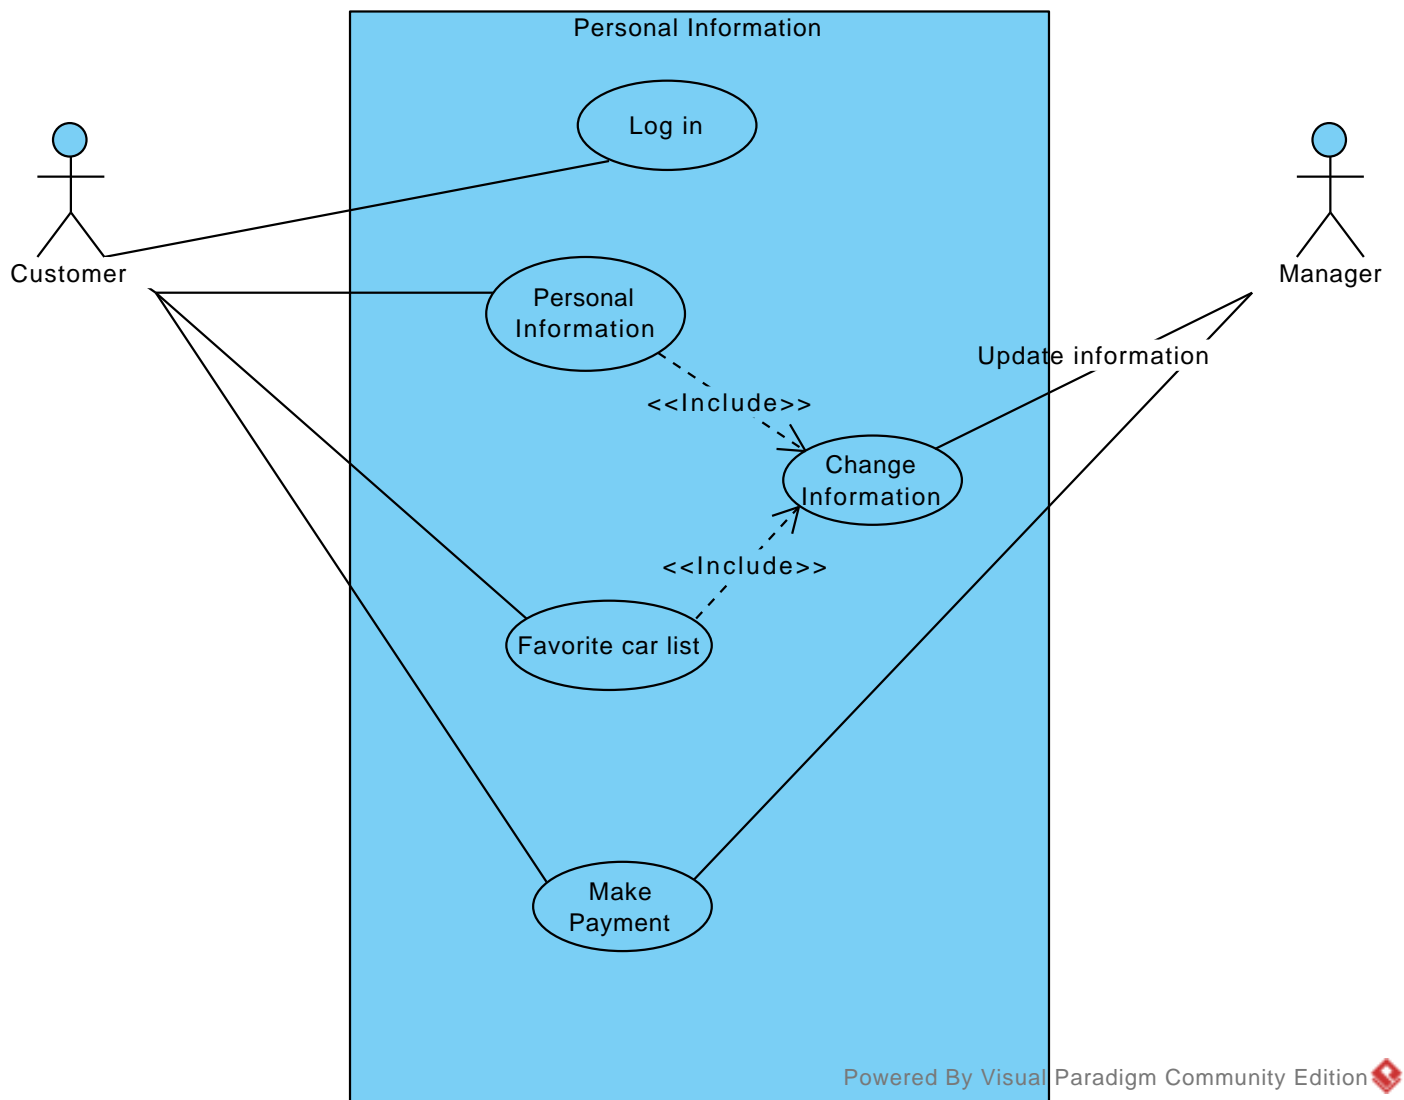 Personal Information
Log in
Customer
Manager
Personal
Information
Update information
<<Include>>
Change
Information
<<Include>>
Favorite car list
Make
Payment
Powered By Visual Paradigm Community Edition